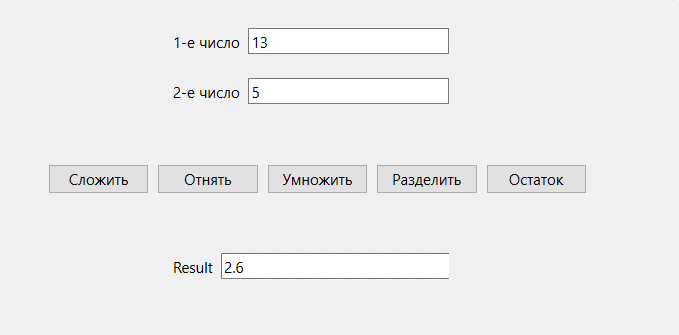 1-е число 13
2-е число 5
Сложить Отнять Умножить Разделить Остаток
Result 2.6